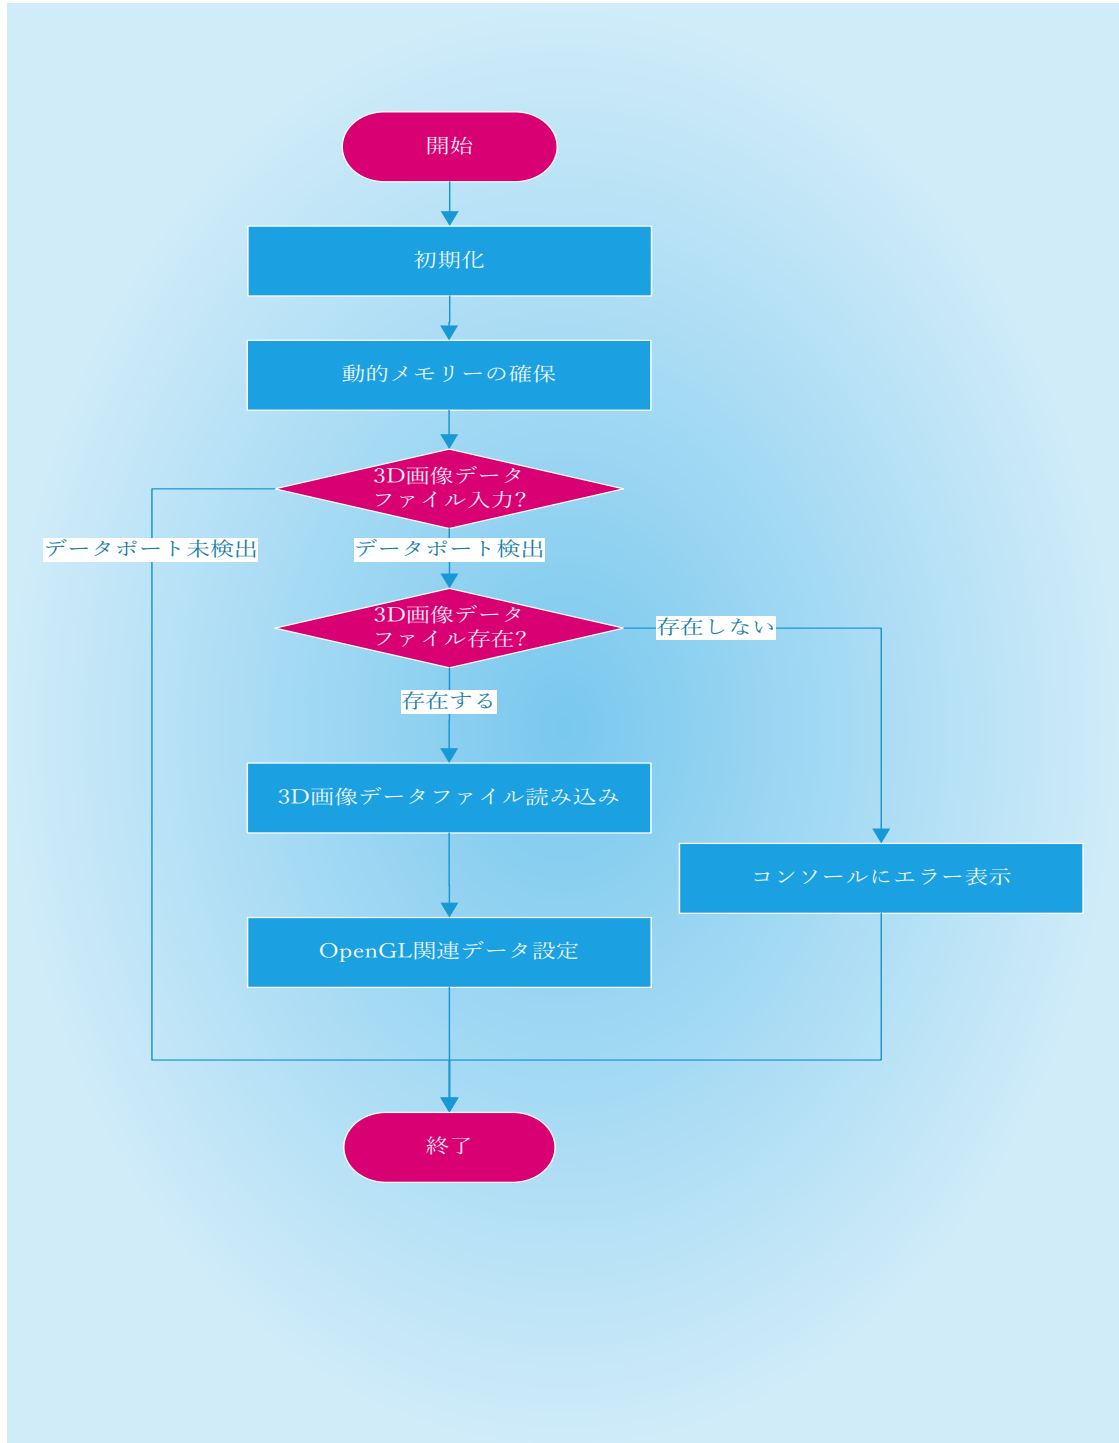 開始
初期化
動的メモリーの確保
3D画像データ
ファイル入力?
データポート未検出
データポート検出
3D画像データ
ファイル存在?
存在しない
存在する
3D画像データファイル読み込み
コンソールにエラー表示
OpenGL関連データ設定
終了